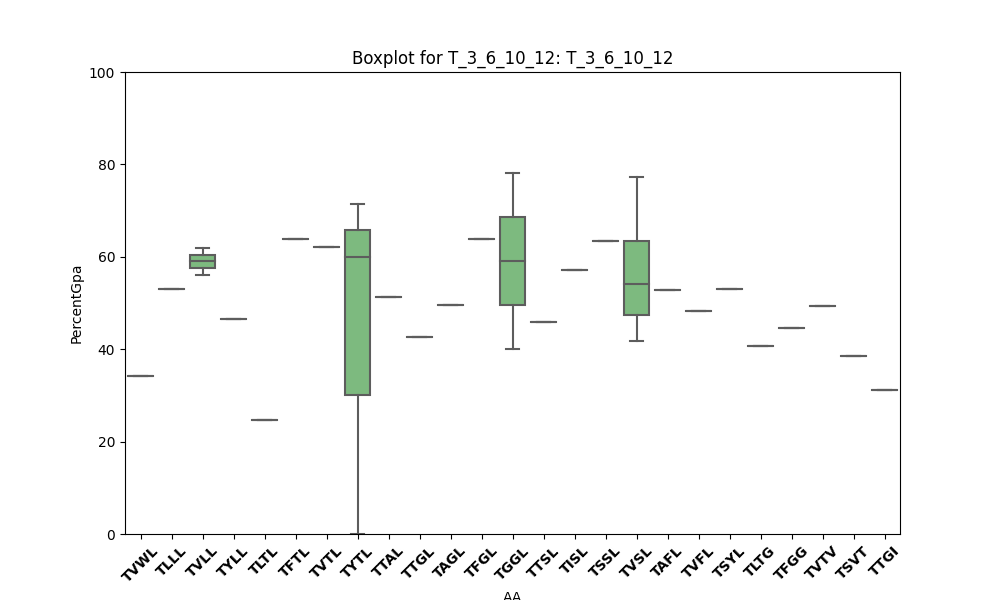 Boxplot for T_3_6_10_12: T_3_6_10_12
100
80
60
40
20
0
PercentGpa
TVWL
TLLL
TVLL
TYLL
TLTL
TFTL
TVTL
TYTL
TTAL
TTGL
TAGL
TFGL
TGGL
TTSL
TISL
TSSL
TVSL
TAFL
TVFL
TSYL
TLTG
TFGG
TVTV
TSVT
TTGI
AA